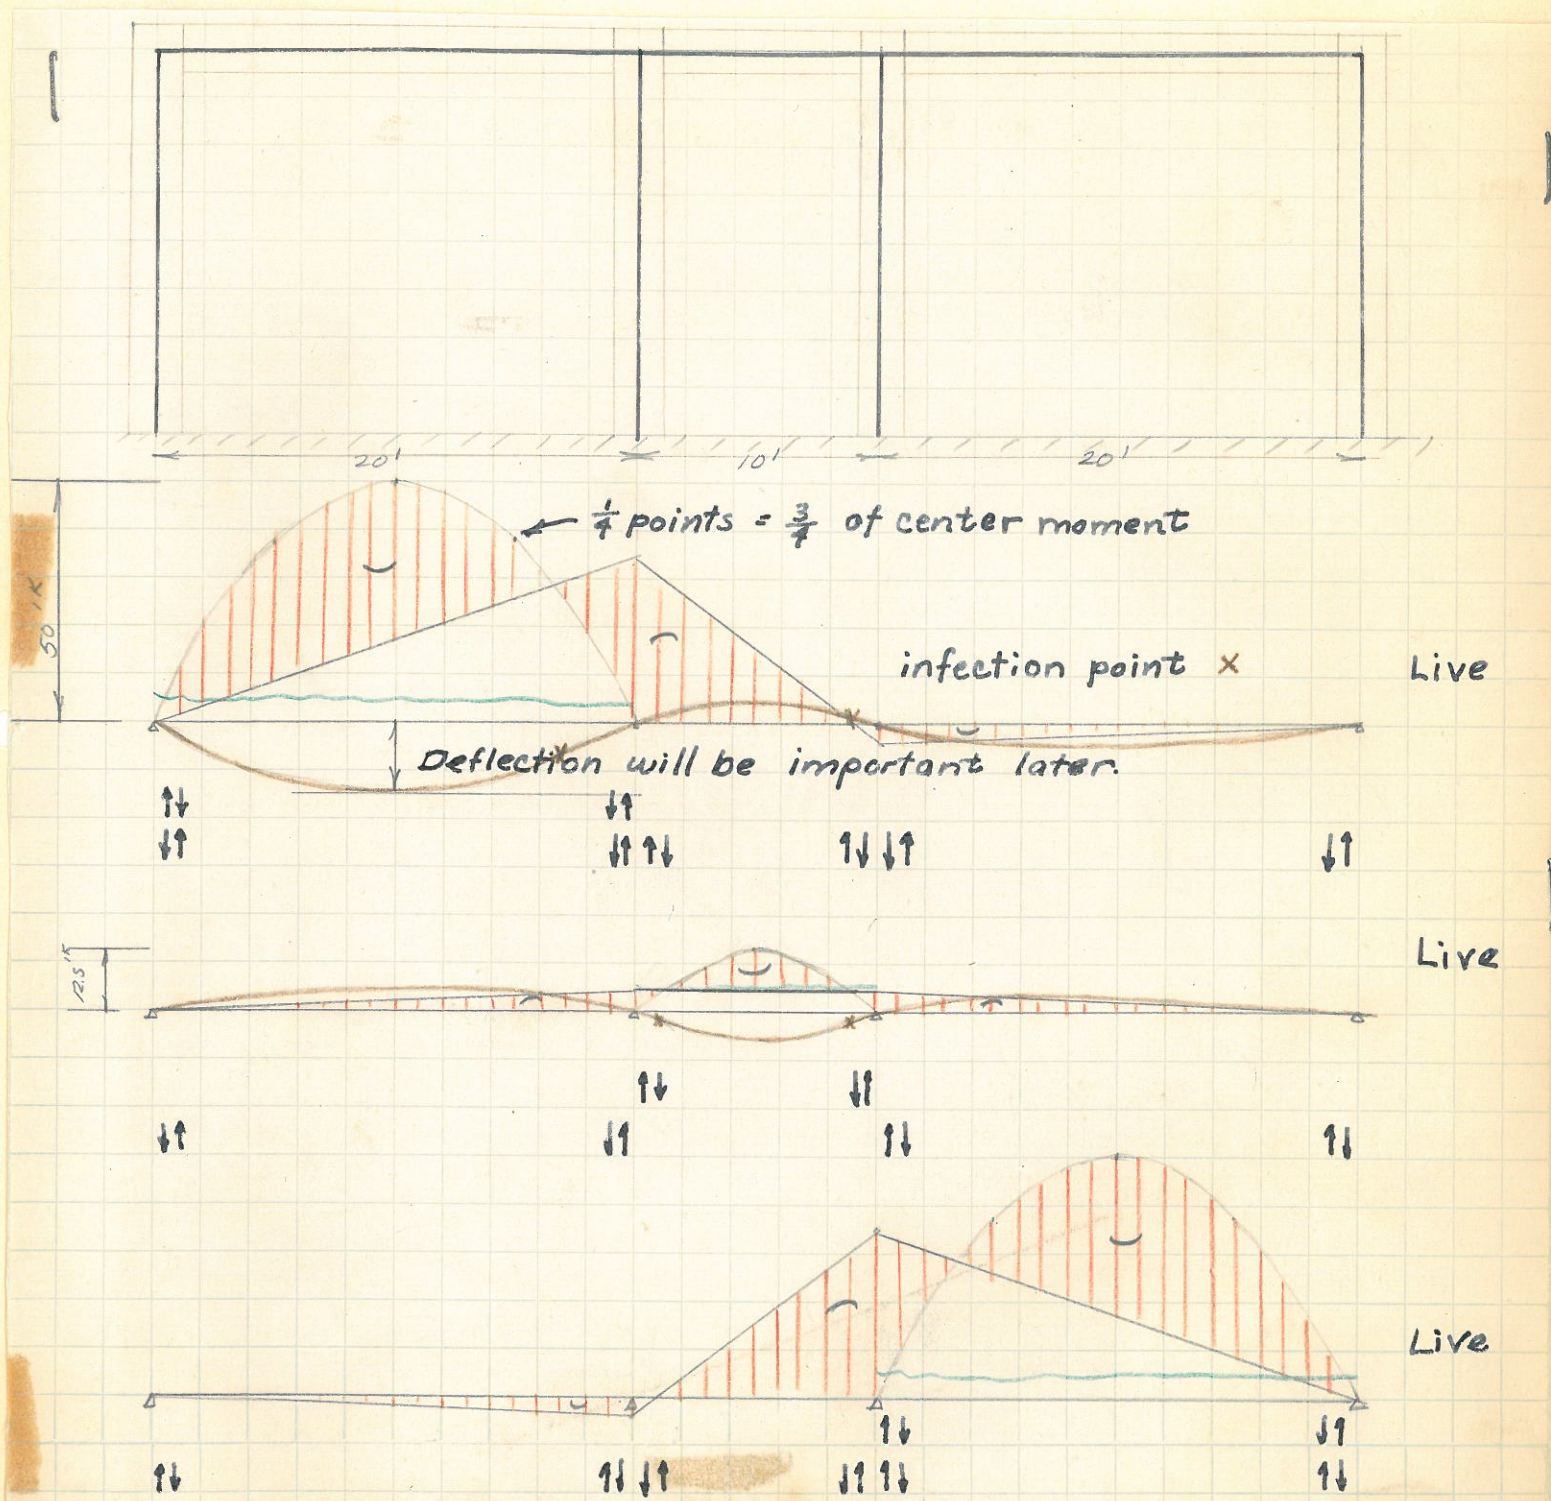 20' 10' 20'
1/4 points = 3/4 of center moment
50 'K
infection point x Live
Deflection will be important later.
Live
12.5 'K
Live